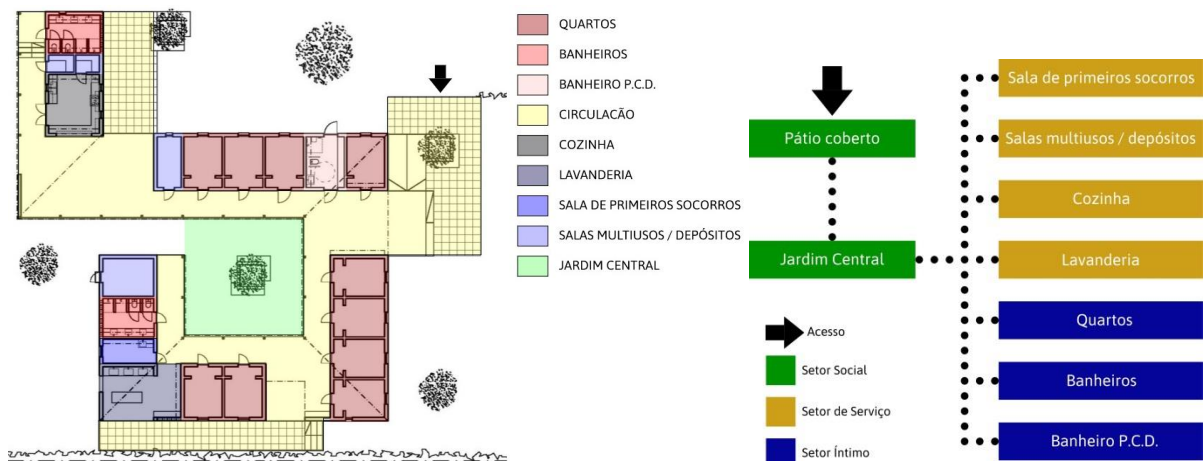 QUARTOS
BANHEIROS
BANHEIRO P.C.D.
CIRCULACÃO
COZINHA
LAVANDERIA
SALA DE PRIMEIROS SOCORROS
SALAS MULTIUSOS / DEPÓSITOS
JARDIM CENTRAL
Pátio coberto
Jardim Central
Acesso
Setor Social
Setor de Serviço
Setor Íntimo
Sala de primeiros socorros
Salas multiusos / depósitos
Cozinha
Lavanderia
Quartos
Banheiros
Banheiro P.C.D.